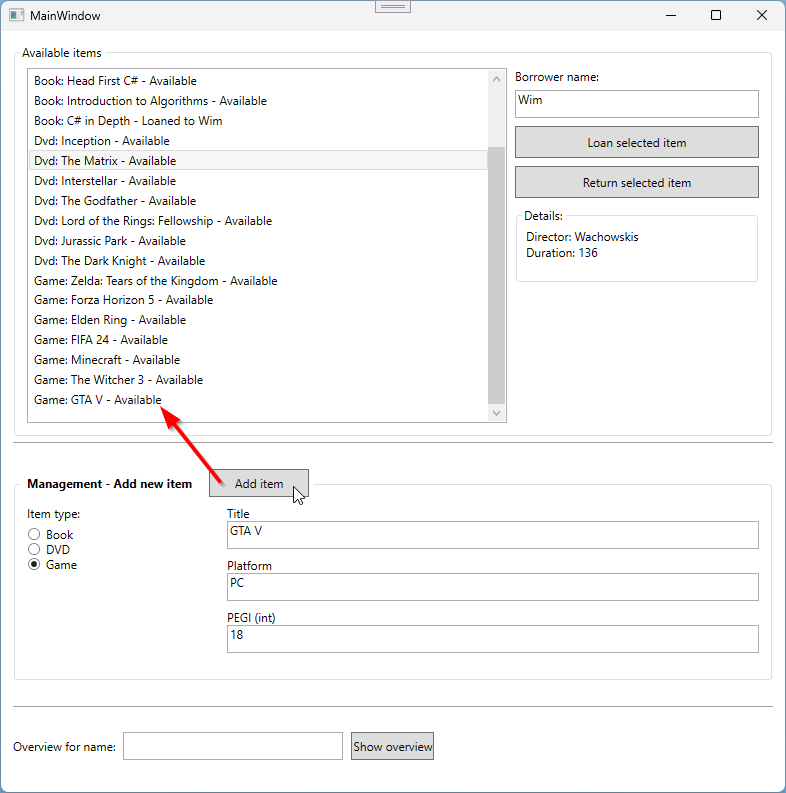 MainWindow
Available items
Book: Head First C# - Available
Book: Introduction to Algorithms - Available
Book: C# in Depth - Loaned to Wim
Dvd: Inception - Available
Dvd: The Matrix - Available
Dvd: Interstellar - Available
Dvd: The Godfather - Available
Dvd: Lord of the Rings: Fellowship - Available
Dvd: Jurassic Park - Available
Dvd: The Dark Knight - Available
Game: Zelda: Tears of the Kingdom - Available
Game: Forza Horizon 5 - Available
Game: Elden Ring - Available
Game: FIFA 24 - Available
Game: Minecraft - Available
Game: The Witcher 3 - Available
Game: GTA V - Available
Borrower name:
Wim
Loan selected item
Return selected item
Details:
Director: Wachowskis
Duration: 136
Management - Add new item
Add item
Item type:
Book
DVD
Game
Title
GTA V
Platform
PC
PEGI (int)
18
Overview for name:
Show overview